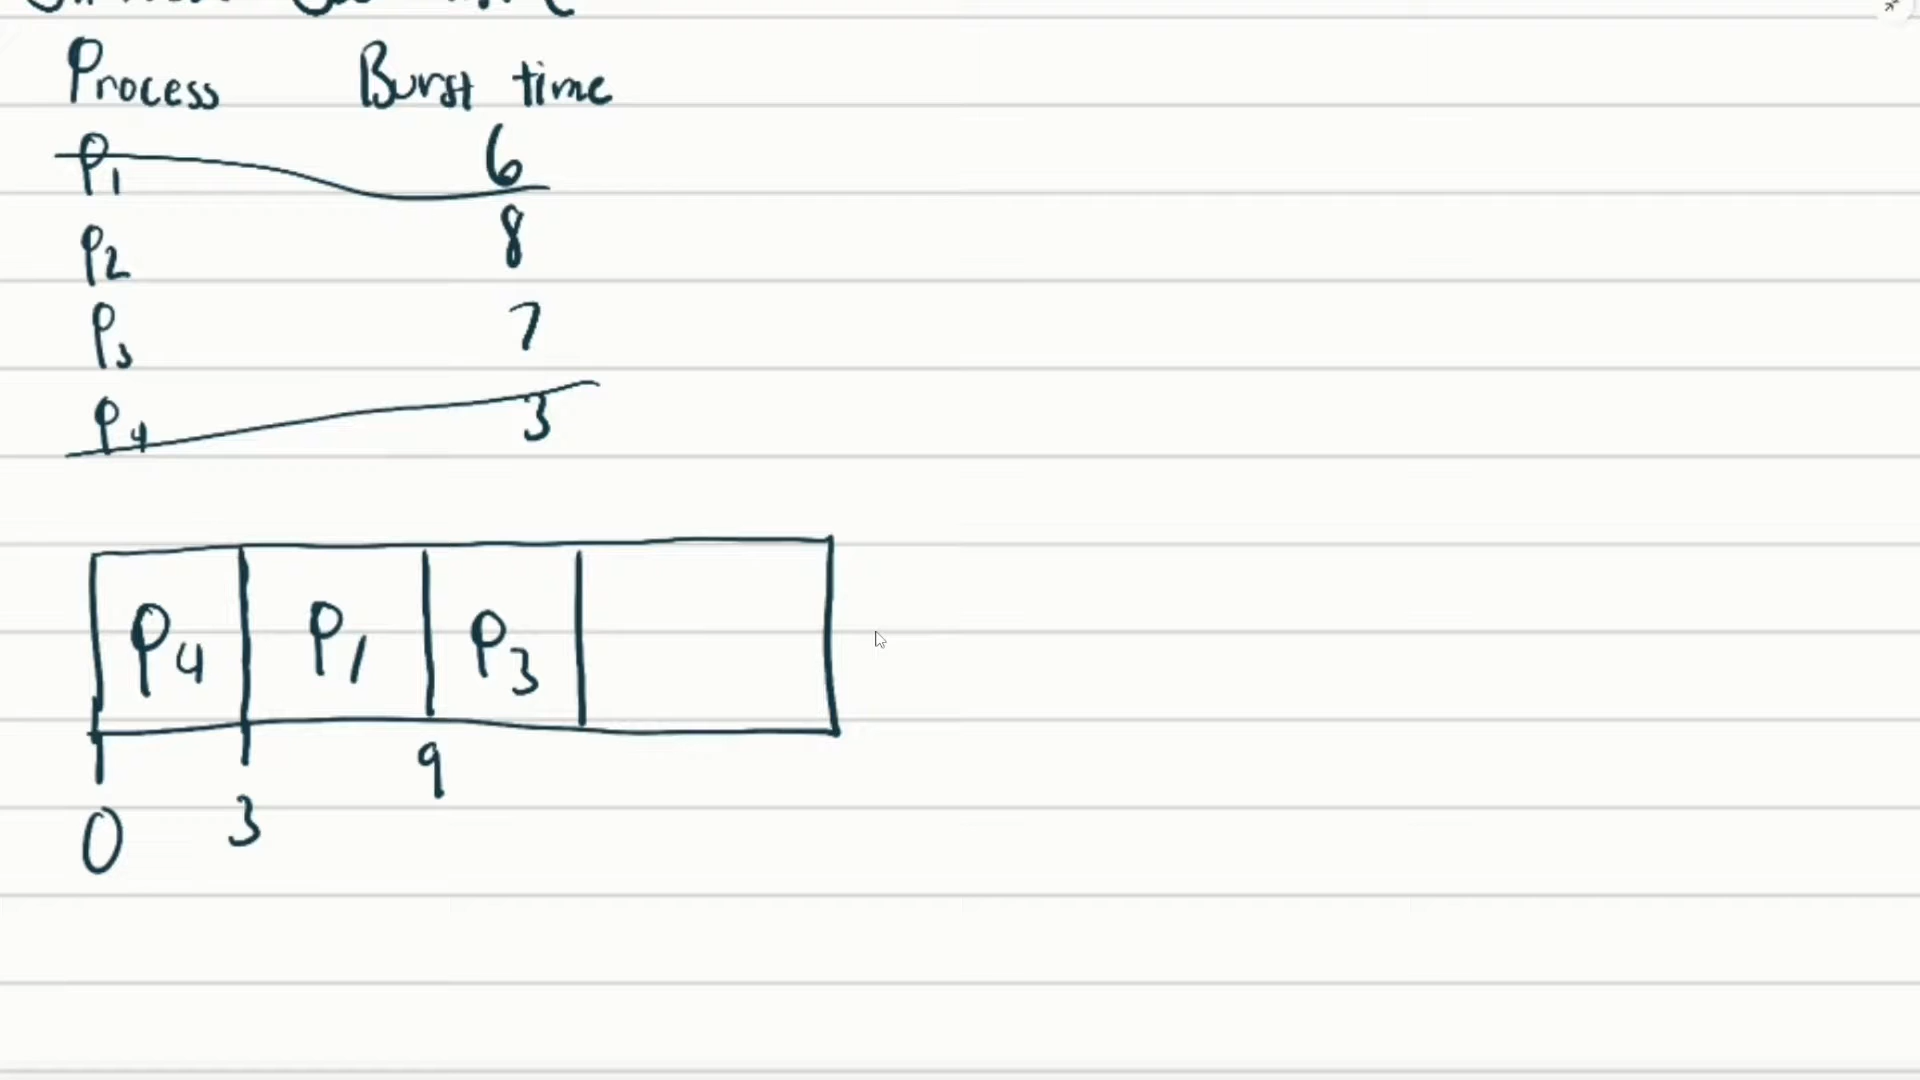 Process Burst time
P1 6
P2 8
P3 7
P4 3
P4 P1 P3
9
0 3